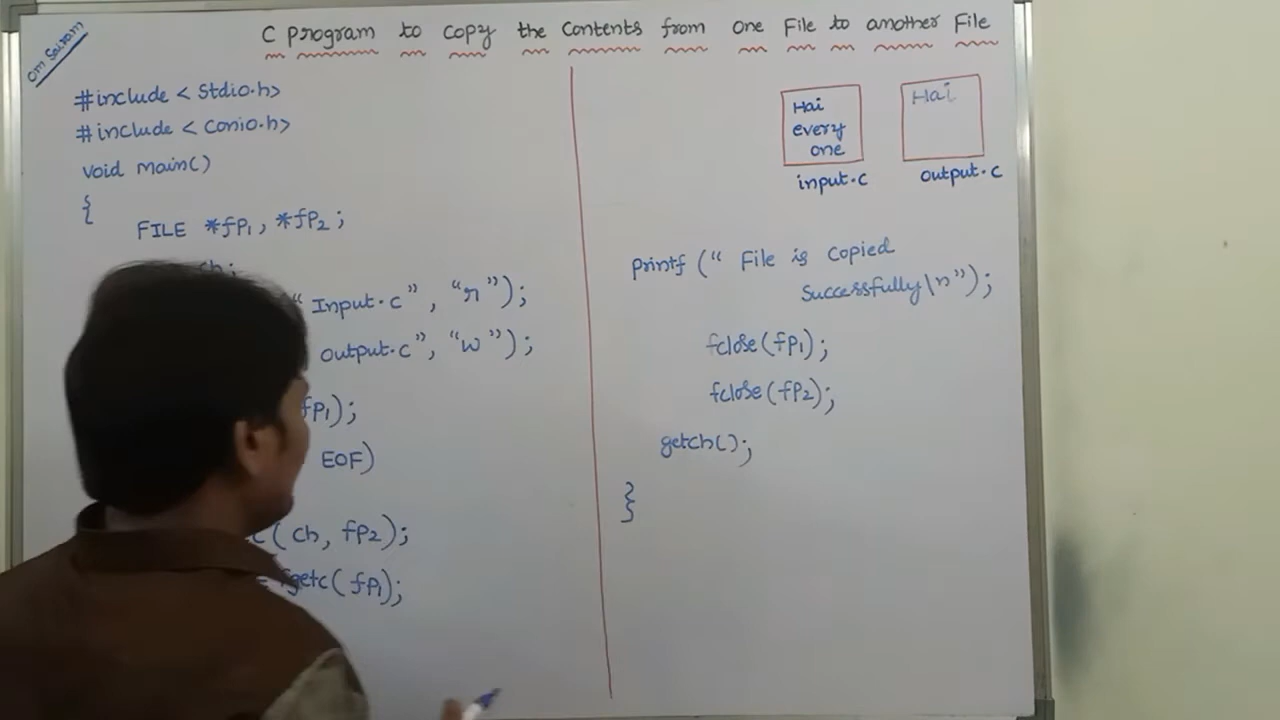 Om Sairam
C program to copy the Contents from one File to another File
#include < Stdio.h>
#include < Conio.h>
void main()
{
FILE *fp1, *fp2 ;
ch;
“Input.c”, “r”);
output.c”, “w”);
fp1);
EOF)
c( ch, fp2);
= fgetc( fp1);
Hai
every
one
input.c
Hai
output.c
printf (“ File is Copied
Successfully\n”);
fclose(fp1);
fclose(fp2);
getch();
}